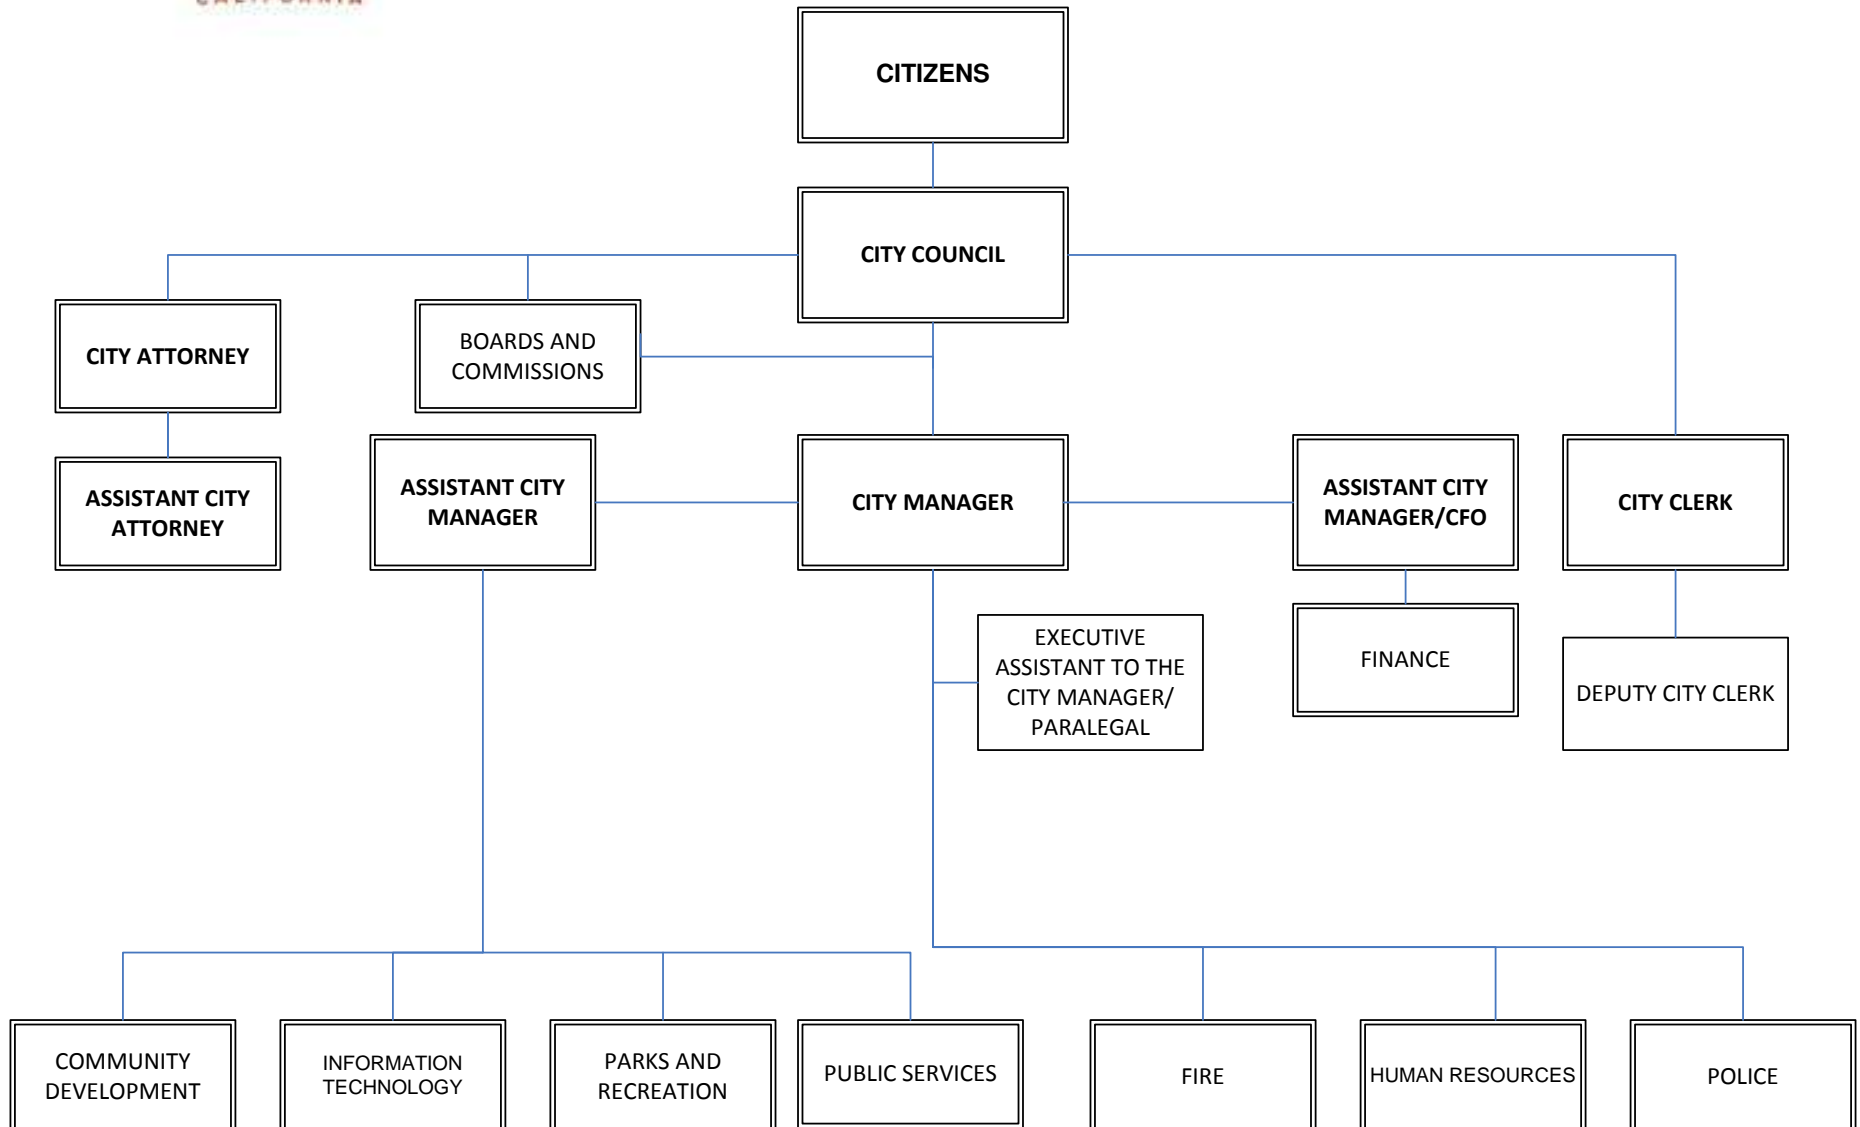 CALIFORNIA
CITIZENS
CITY COUNCIL
CITY ATTORNEY
BOARDS AND
COMMISSIONS
ASSISTANT CITY
ATTORNEY
ASSISTANT CITY
MANAGER
CITY MANAGER
ASSISTANT CITY
MANAGER/CFO
CITY CLERK
EXECUTIVE
ASSISTANT TO THE
CITY MANAGER/
PARALEGAL
FINANCE
DEPUTY CITY CLERK
COMMUNITY
DEVELOPMENT
INFORMATION
TECHNOLOGY
PARKS AND
RECREATION
PUBLIC SERVICES
FIRE
HUMAN RESOURCES
POLICE